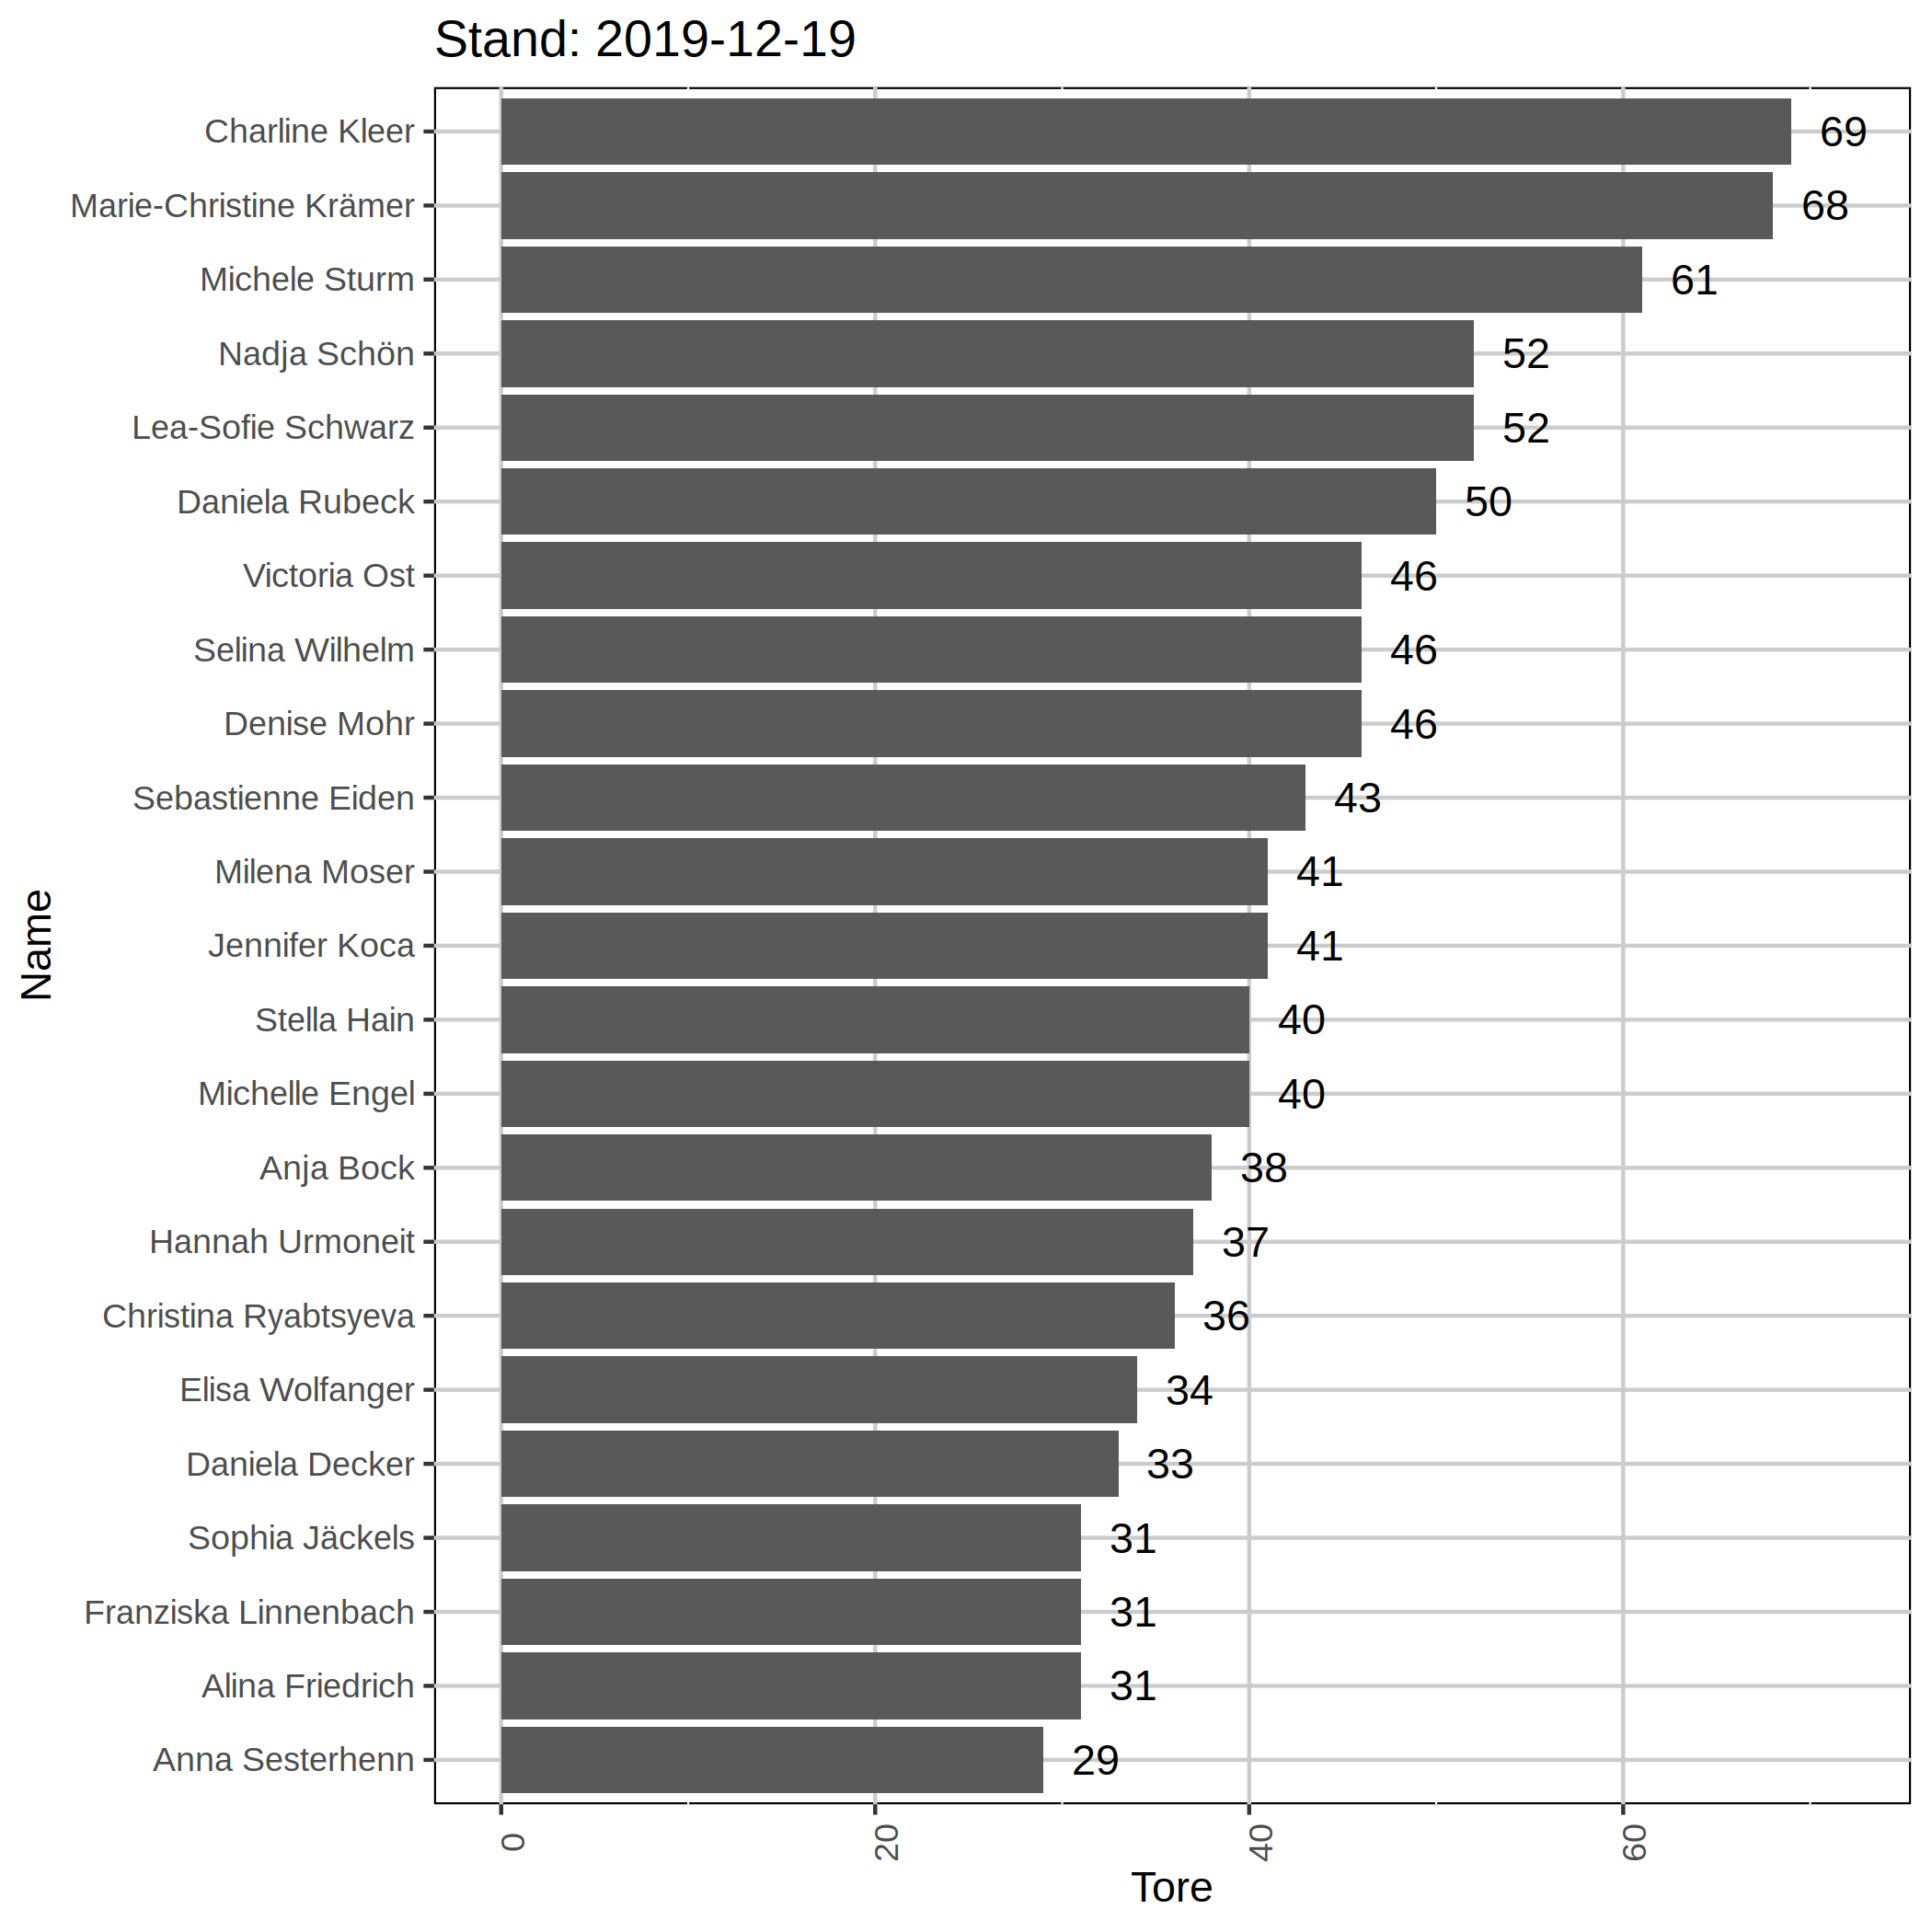 Stand: 2019-12-19
Charline Kleer 69
Marie-Christine Krämer 68
Michele Sturm 61
Nadja Schön 52
Lea-Sofie Schwarz 52
Daniela Rubeck 50
Victoria Ost 46
Selina Wilhelm 46
Denise Mohr 46
Sebastienne Eiden 43
Milena Moser 41
Jennifer Koca 41
Stella Hain 40
Michelle Engel 40
Anja Bock 38
Hannah Urmoneit 37
Christina Ryabtsyeva 36
Elisa Wolfanger 34
Daniela Decker 33
Sophia Jäckels 31
Franziska Linnenbach 31
Alina Friedrich 31
Anna Sesterhenn 29
Name
0 20 40 60
Tore